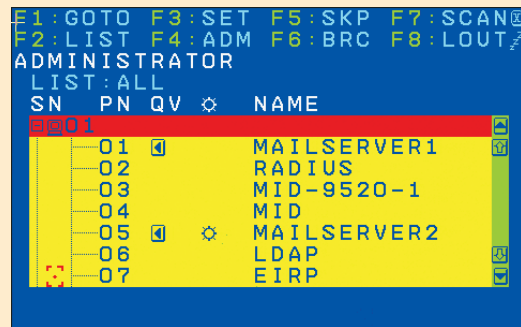 F1:GOTO F3:SET F5:SKP F7:SCAN
F2:LIST F4:ADM F6:BRC F8:LOUT
ADMINISTRATOR
LIST:ALL
SN PN QV NAME
01
01 MAILSERVER1
02 RADIUS
03 MID-9520-1
04 MID
05 MAILSERVER2
06 LDAP
07 EIRP